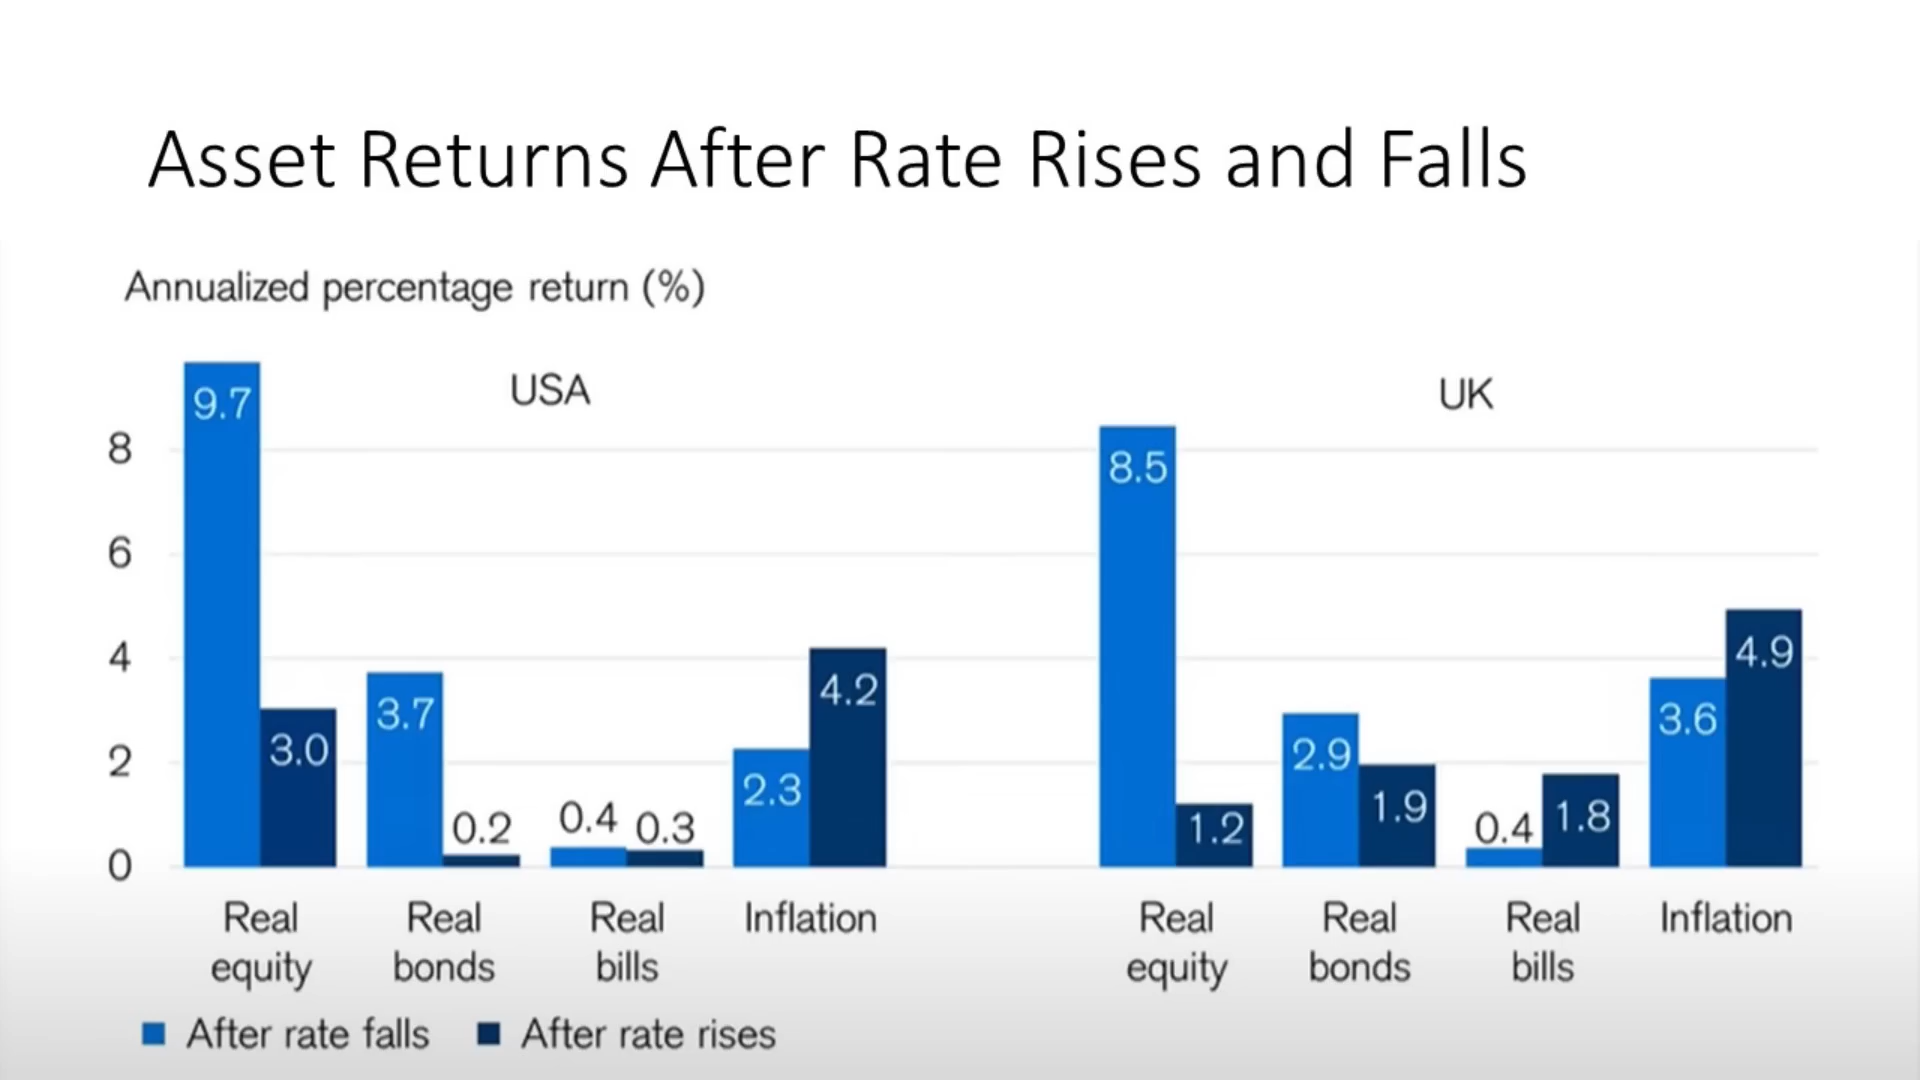 Asset Returns After Rate Rises and Falls
Annualized percentage return (%)
USA
UK
8
6
4
2
0
9.7
3.0
3.7
0.2
0.4
0.3
2.3
4.2
8.5
1.2
2.9
1.9
0.4
1.8
3.6
4.9
Real
equity
Real
bonds
Real
bills
Inflation
Real
equity
Real
bonds
Real
bills
Inflation
After rate falls
After rate rises